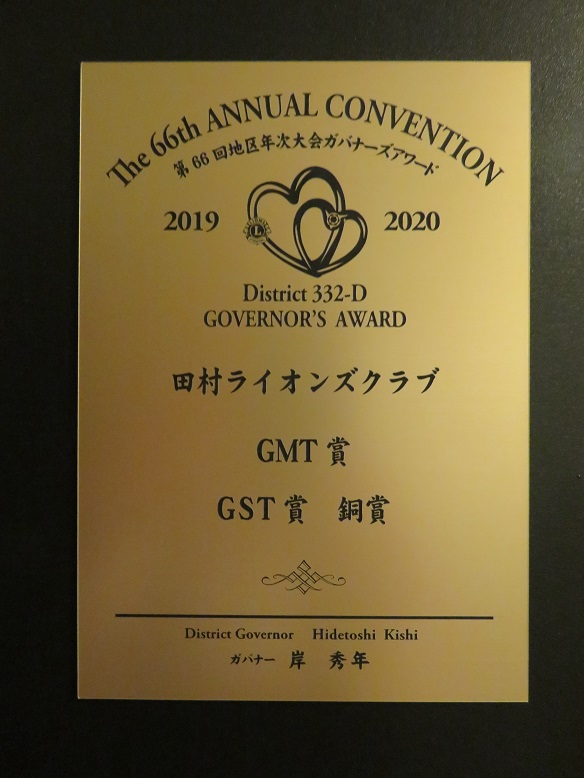 The 66th ANNUAL CONVENTION
第66回地区年次大会ガバナーズアワード
2019 2020
L
District 332-D
GOVERNOR'S AWARD
田村ライオンズクラブ
GMT賞
GST賞 銅賞
District Governor Hidetoshi Kishi
ガバナー 岸 秀年